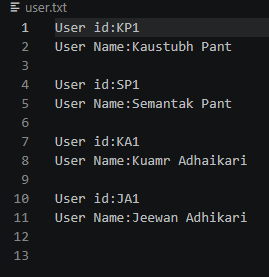 user.txt
1 User id:KP1
2 User Name:Kaustubh Pant
3
4 User id:SP1
5 User Name:Semantak Pant
6
7 User id:KA1
8 User Name:Kuamr Adhaikari
9
10 User id:JA1
11 User Name:Jeewan Adhikari
12
13